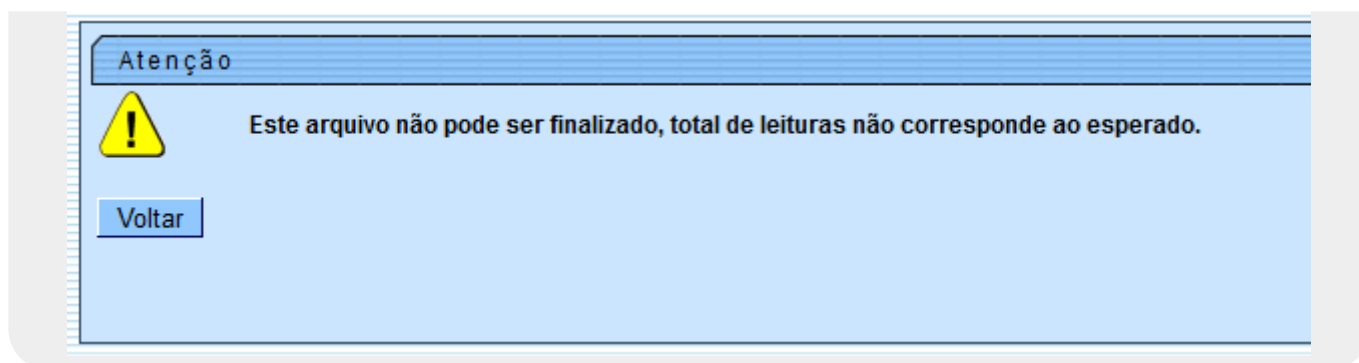 Atenção
Este arquivo não pode ser finalizado, total de leituras não corresponde ao esperado.
Voltar